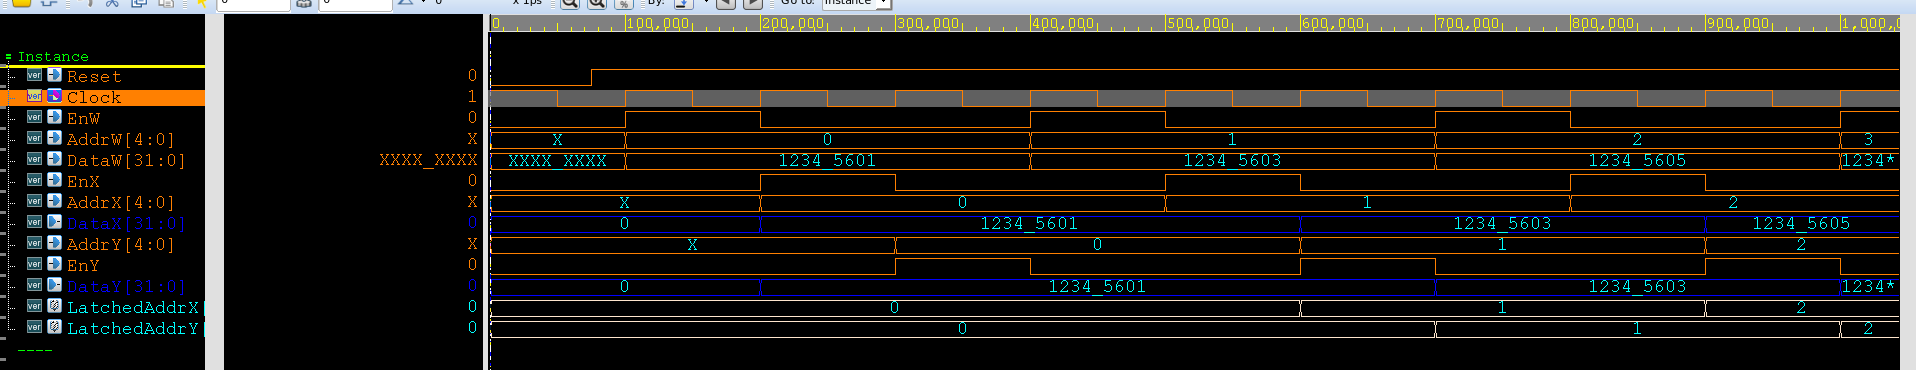 0 0 0 x 1ps By: Go to: Instance
0 100,000 200,000 300,000 400,000 500,000 600,000 700,000 800,000 900,000 1,000,0
Instance
ver Reset 0
ver Clock 1
ver EnW 0
ver AddrW[4:0] X X 0 1 2 3
ver DataW[31:0] XXXX_XXXX XXXX_XXXX 1234_5601 1234_5603 1234_5605 1234*
ver EnX 0
ver AddrX[4:0] X X 0 1 2
ver DataX[31:0] 0 0 1234_5601 1234_5603 1234_5605
ver AddrY[4:0] X X 0 1 2
ver EnY 0
ver DataY[31:0] 0 0 1234_5601 1234_5603 1234*
ver LatchedAddrX[ 0 0 1 2
ver LatchedAddrY[ 0 0 1 2